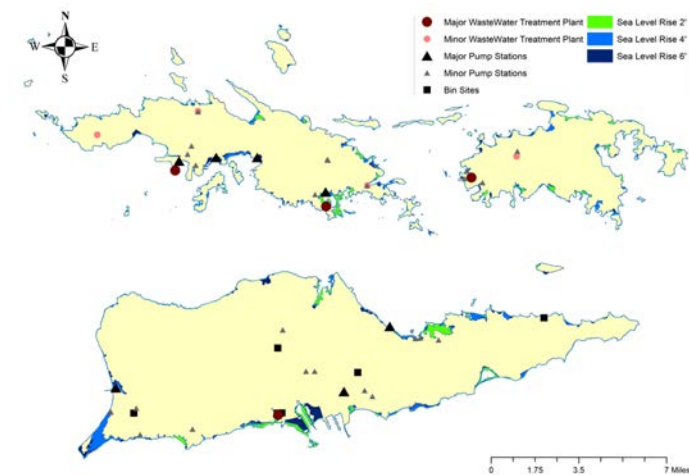 N
W E
S
Major WasteWater Treatment Plant
Minor WasteWater Treatment Plant
Major Pump Stations
Minor Pump Stations
Bin Sites
Sea Level Rise 2'
Sea Level Rise 4'
Sea Level Rise 6'
0 1.75 3.5 7 Miles